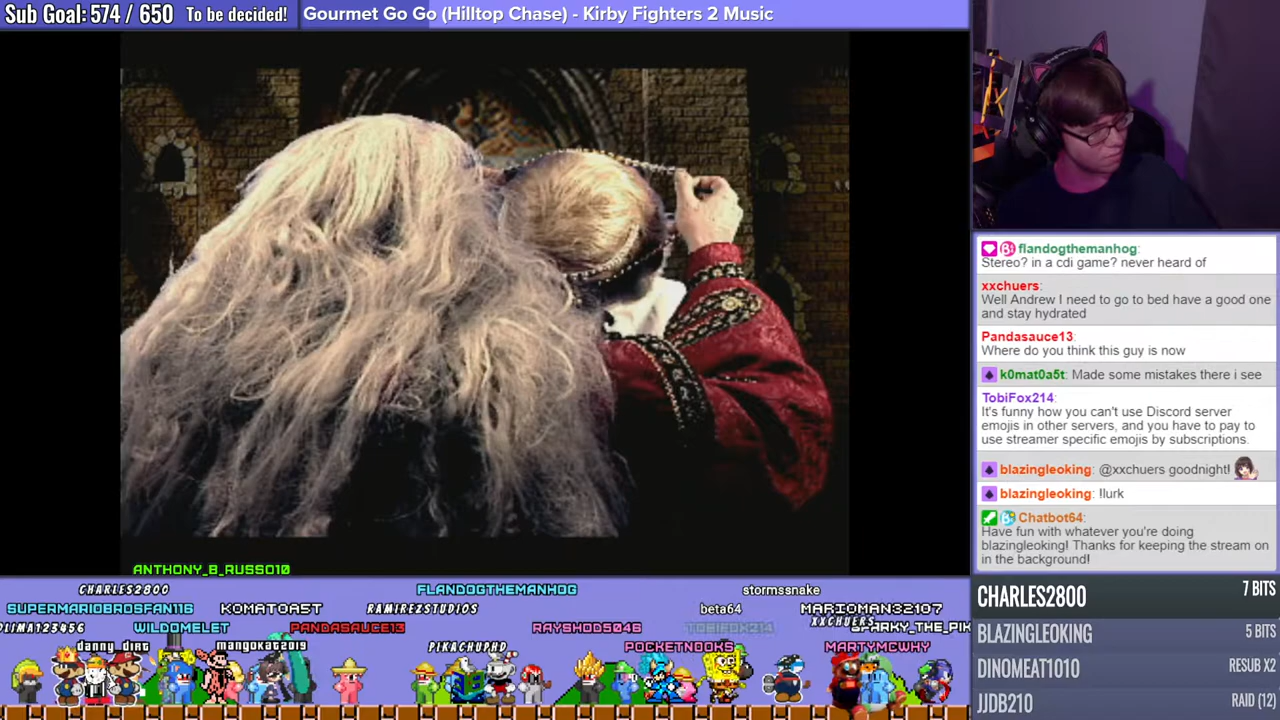 Sub Goal: 574 / 650 To be decided!
Gourmet Go Go (Hilltop Chase) - Kirby Fighters 2 Music
flandogthemanhog:
Stereo? in a cdi game? never heard of
xxchuers:
Well Andrew I need to go to bed have a good one
and stay hydrated
Pandasauce13:
Where do you think this guy is now
k0mat0a5t: Made some mistakes there i see
TobiFox214:
It's funny how you can't use Discord server
emojis in other servers, and you have to pay to
use streamer specific emojis by subscriptions.
blazingleoking: @xxchuers goodnight!
blazingleoking: !lurk
Chatbot64:
Have fun with whatever you're doing
blazingleoking! Thanks for keeping the stream on
in the background!
ANTHONY_B_RUSSO10
CHARLES2800
FLANDOGTHEMANHOG
stormssnake
SUPERMARIOBROSFAN116
K0MAT0A5T
RAMIREZSTUDIOS
beta64
MARIOMAN32107
XXCHUERS
WILDOMELET
PANDASAUCE13
RAYSHOD5046
TOBIFOX214
danny_dirt
mangokat2019
PIKACHUPHD
POCKETNOOKS
MARTYMCWHY
CHARLES2800 7 BITS
BLAZINGLEOKING 5 BITS
DINOMEAT1010 RESUB X2
JJDB210 RAID (12)